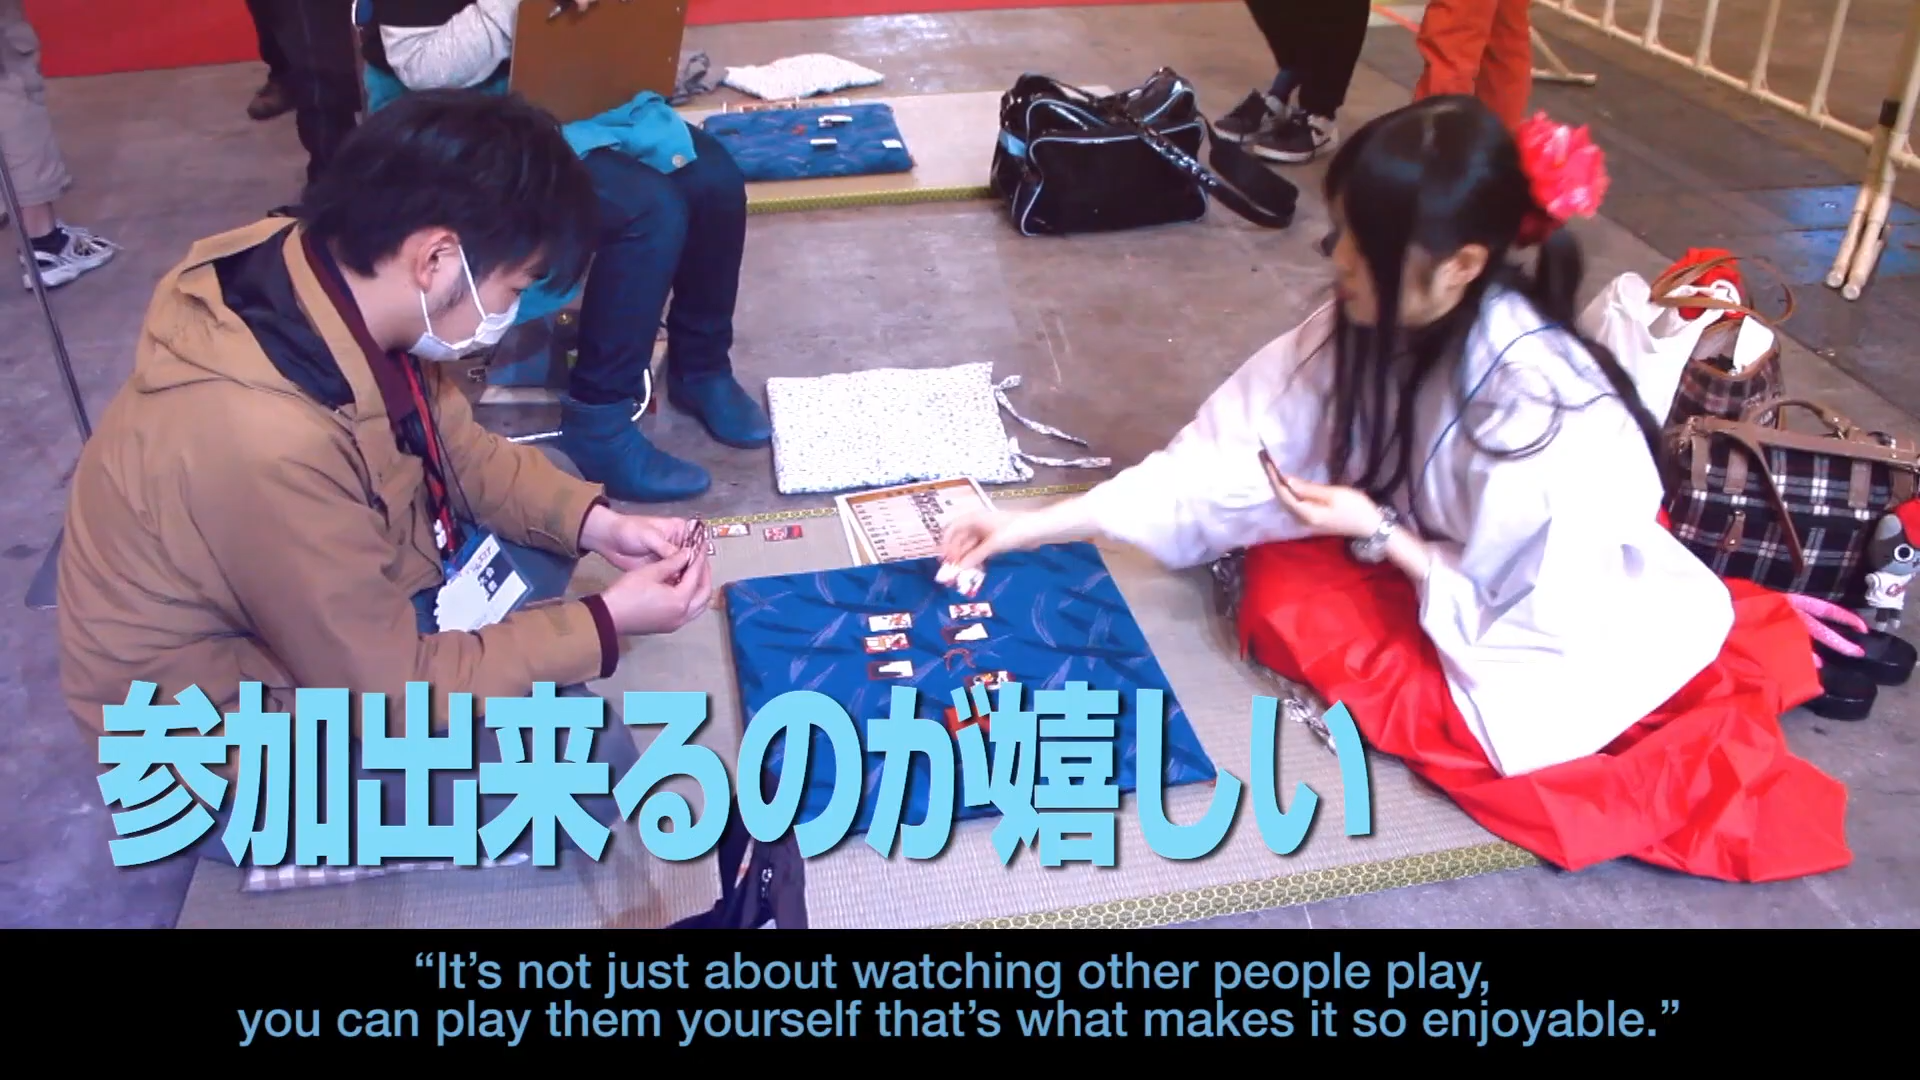 参加出来るのが嬉しい
“It’s not just about watching other people play,
you can play them yourself that’s what makes it so enjoyable.”